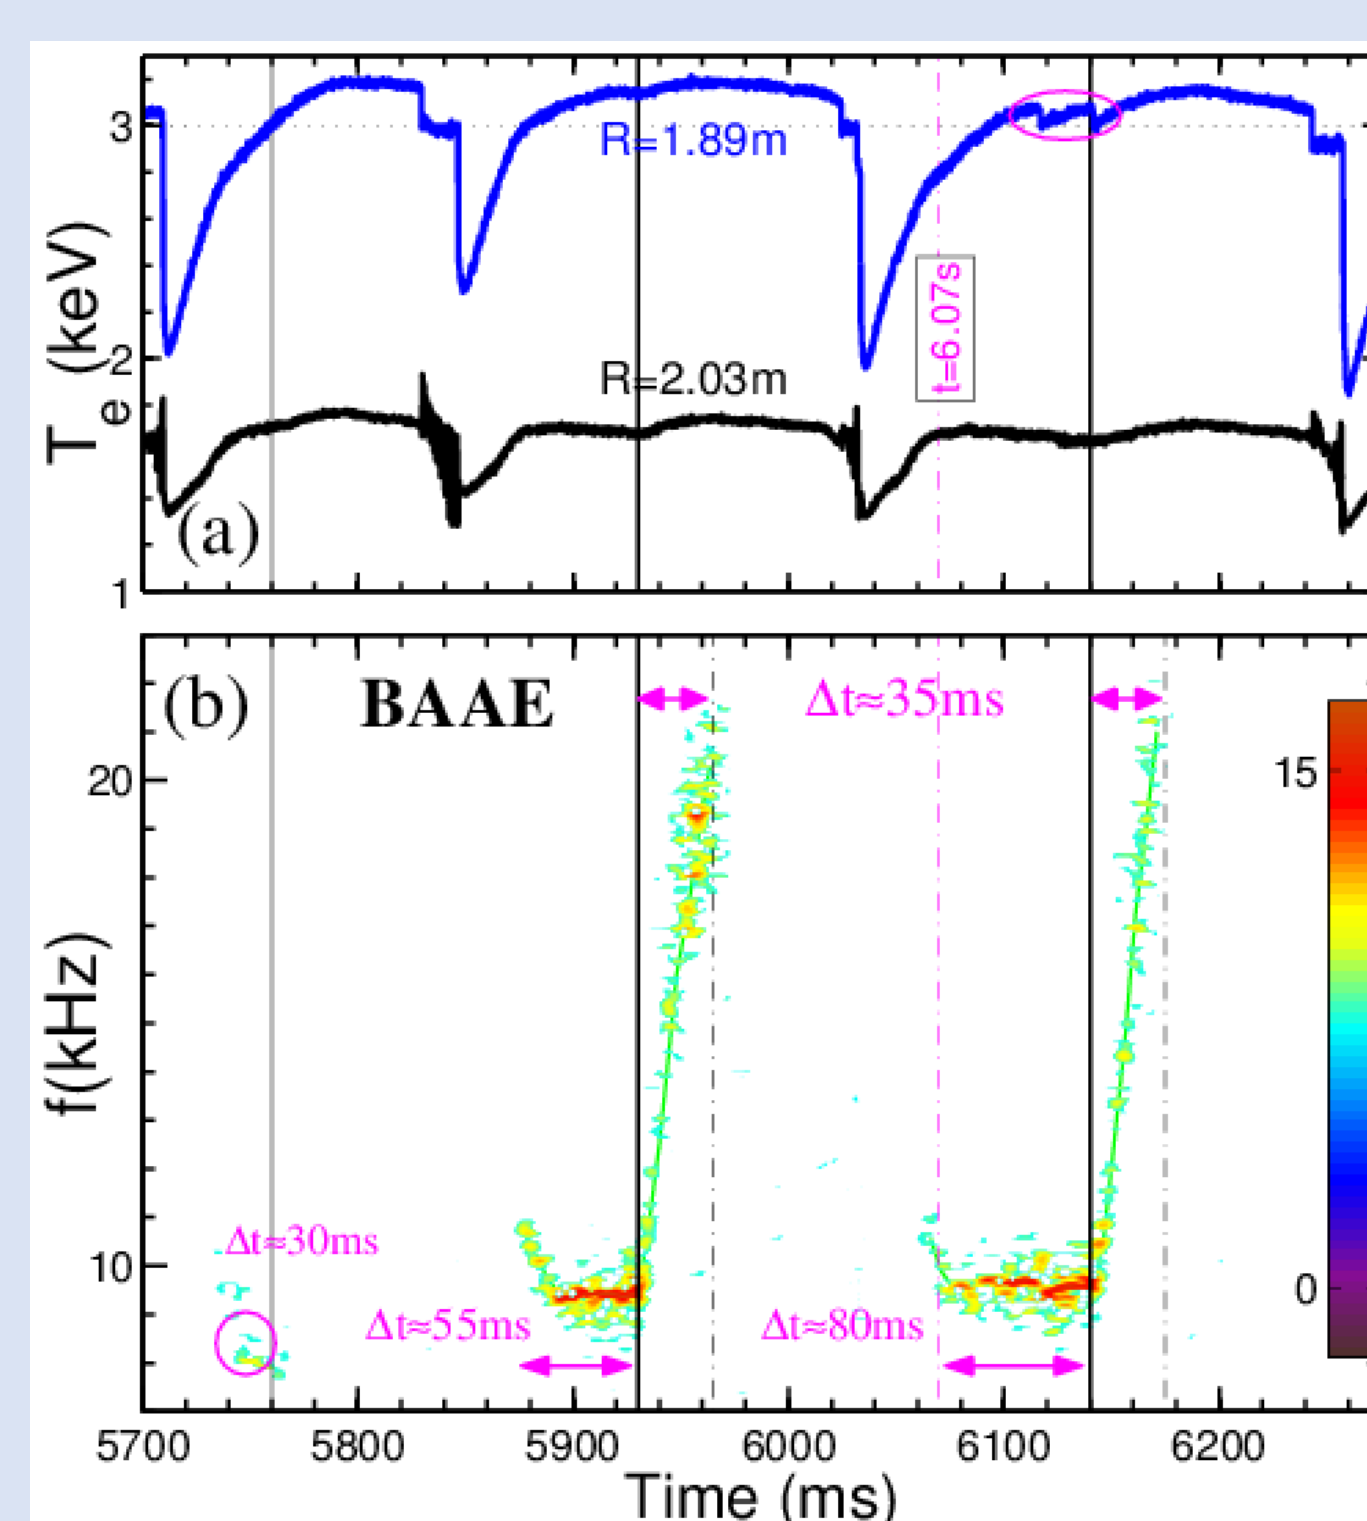 3
R=1.89m
T e (keV)
2
R=2.03m
t=6.07s
(a)
1
(b)
BAAE
Δt≈35ms
20
15
f(kHz)
Δt≈30ms
10
0
Δt≈55ms
Δt≈80ms
5700 5800 5900 6000 6100 6200
Time (ms)